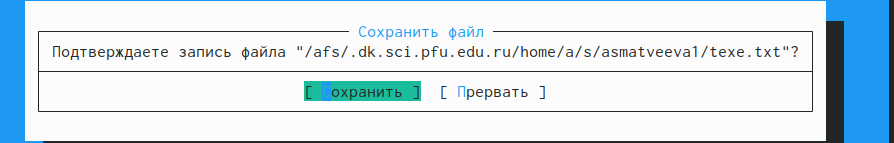 Сохранить файл
Подтверждаете запись файла "/afs/.dk.sci.pfu.edu.ru/home/a/s/asmatveeva1/texe.txt"?
[ Сохранить ] [ Прервать ]